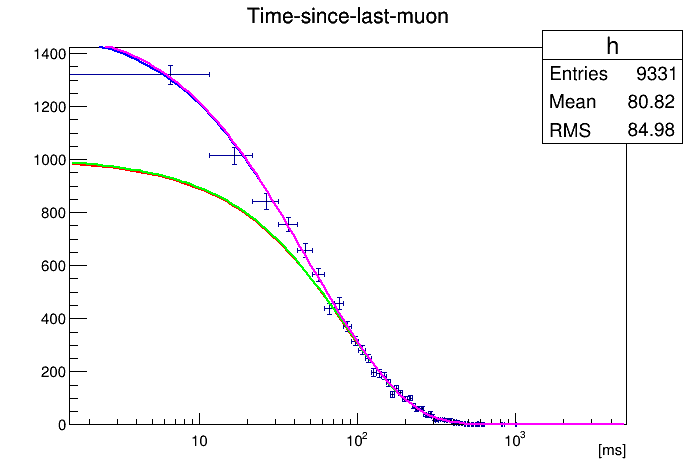 Time-since-last-muon
h
Entries 9331
Mean 80.82
RMS 84.98
1400
1200
1000
800
600
400
200
0
10 10² 10³
[ms]